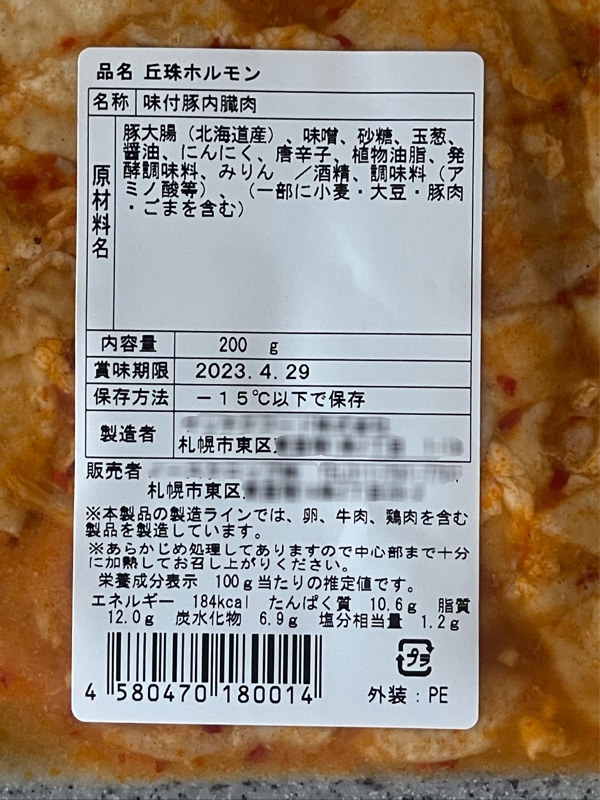 品名 丘珠ホルモン
名称 味付豚内臓肉
原材料名
豚大腸（北海道産）、味噌、砂糖、玉葱、
醤油、にんにく、唐辛子、植物油脂、発
酵調味料、みりん ／酒精、調味料（ア
ミノ酸等）、（一部に小麦・大豆・豚肉
・ごまを含む）
内容量 200 g
賞味期限 2023.4.29
保存方法 －15℃以下で保存
製造者
札幌市東区
販売者
札幌市東区
※本製品の製造ラインでは、卵、牛肉、鶏肉を含む
製品を製造しています。
※あらかじめ処理してありますので中心部まで十分
に加熱してお召し上がりください。
栄養成分表示 100g当たりの推定値です。
エネルギー 184kcal たんぱく質 10.6g 脂質
12.0g 炭水化物 6.9g 塩分相当量 1.2g
プラ
4 580470 180014
外装：PE